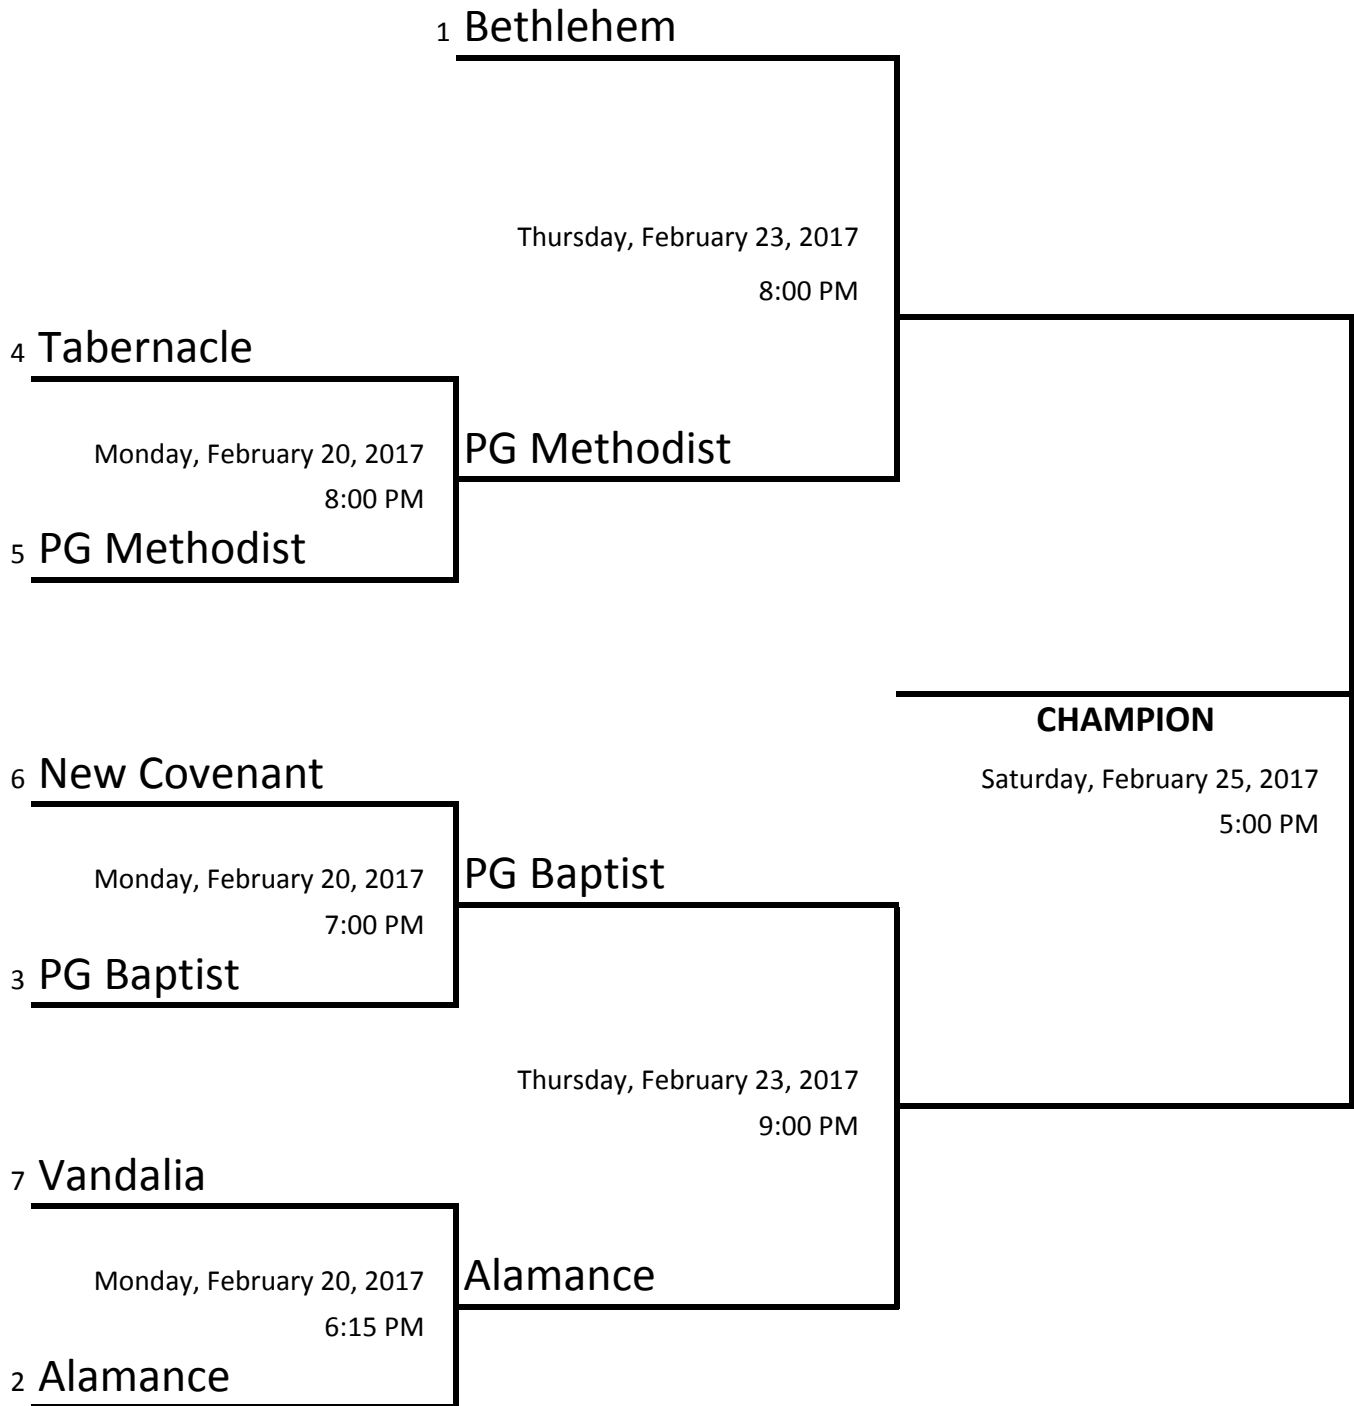 1 Bethlehem
Thursday, February 23, 2017
8:00 PM
4 Tabernacle
Monday, February 20, 2017
8:00 PM
PG Methodist
5 PG Methodist
CHAMPION
Saturday, February 25, 2017
5:00 PM
6 New Covenant
Monday, February 20, 2017
7:00 PM
PG Baptist
3 PG Baptist
Thursday, February 23, 2017
9:00 PM
7 Vandalia
Monday, February 20, 2017
6:15 PM
Alamance
2 Alamance